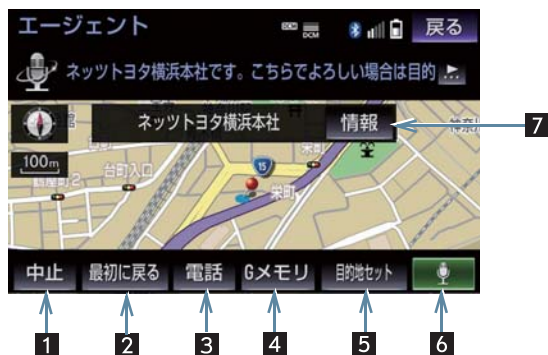 エージェント
DCM
戻る
ネッツトヨタ横浜本社です。こちらでよろしい場合は目的
ネッツトヨタ横浜本社
情報
7
100m
台町入口
15
栄町
栄町
中止
最初に戻る
電話
Gメモリ
目的地セット
1
2
3
4
5
6